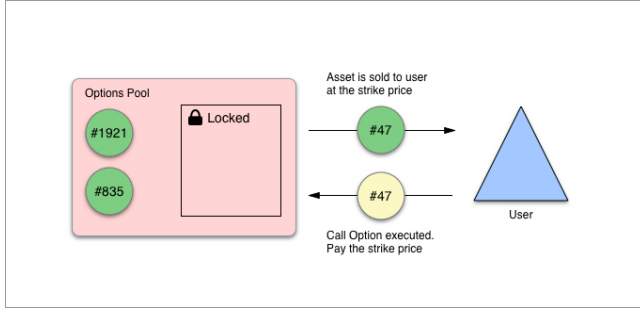 Asset is sold to user
at the strike price
Options Pool
Locked
#1921
#47
#835
#47
User
Call Option executed.
Pay the strike price